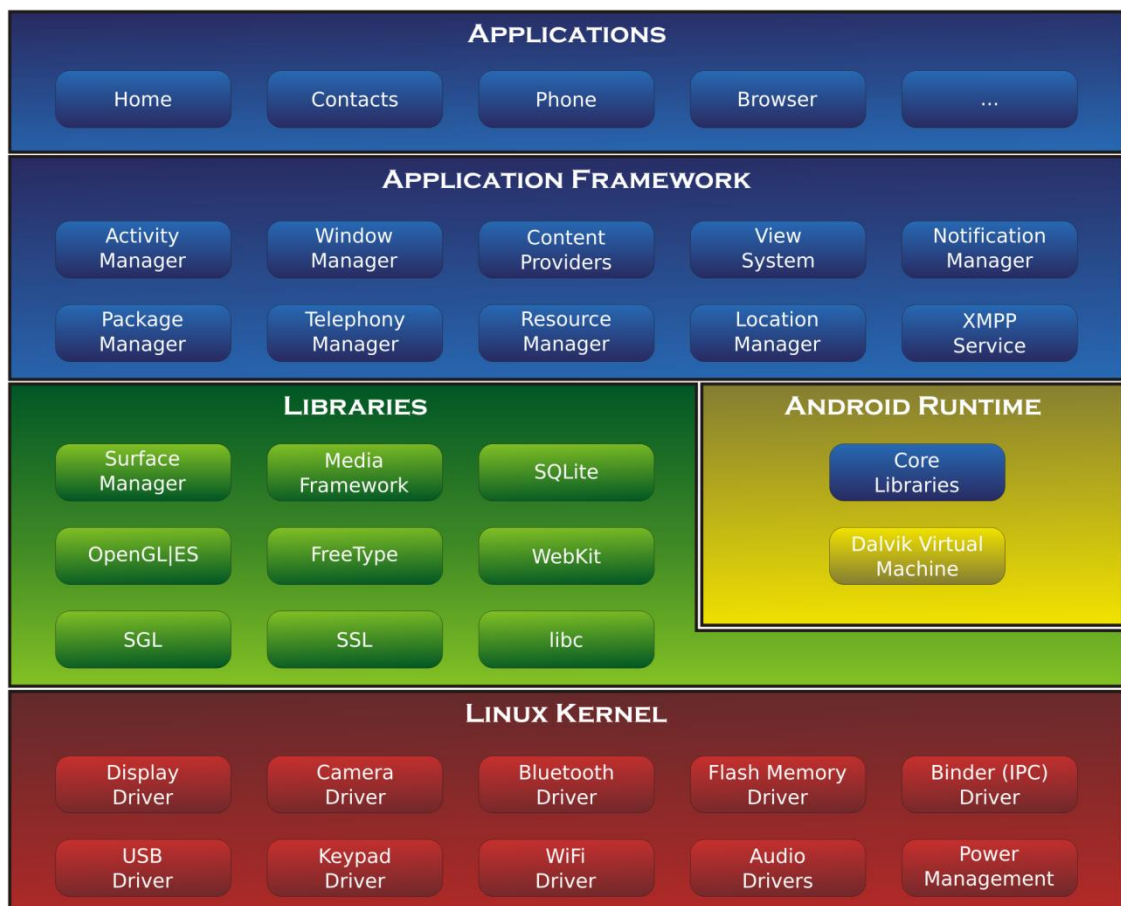 APPLICATIONS
Home
Contacts
Phone
Browser
...
APPLICATION FRAMEWORK
Activity
Manager
Window
Manager
Content
Providers
View
System
Notification
Manager
Package
Manager
Telephony
Manager
Resource
Manager
Location
Manager
XMPP
Service
LIBRARIES
Surface
Manager
Media
Framework
SQLite
OpenGL|ES
FreeType
WebKit
SGL
SSL
libc
ANDROID RUNTIME
Core
Libraries
Dalvik Virtual
Machine
LINUX KERNEL
Display
Driver
Camera
Driver
Bluetooth
Driver
Flash Memory
Driver
Binder (IPC)
Driver
USB
Driver
Keypad
Driver
WiFi
Driver
Audio
Drivers
Power
Management